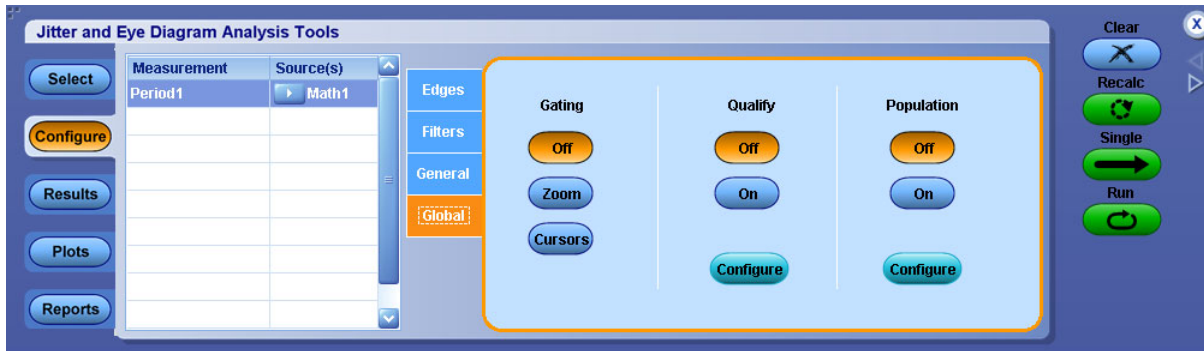 Jitter and Eye Diagram Analysis Tools
Select
Configure
Results
Plots
Reports
Measurement Source(s)
Period1 Math1
Edges
Filters
General
Global
Gating
Off
Zoom
Cursors
Qualify
Off
On
Configure
Population
Off
On
Configure
Clear
X
Recalc
Single
Run